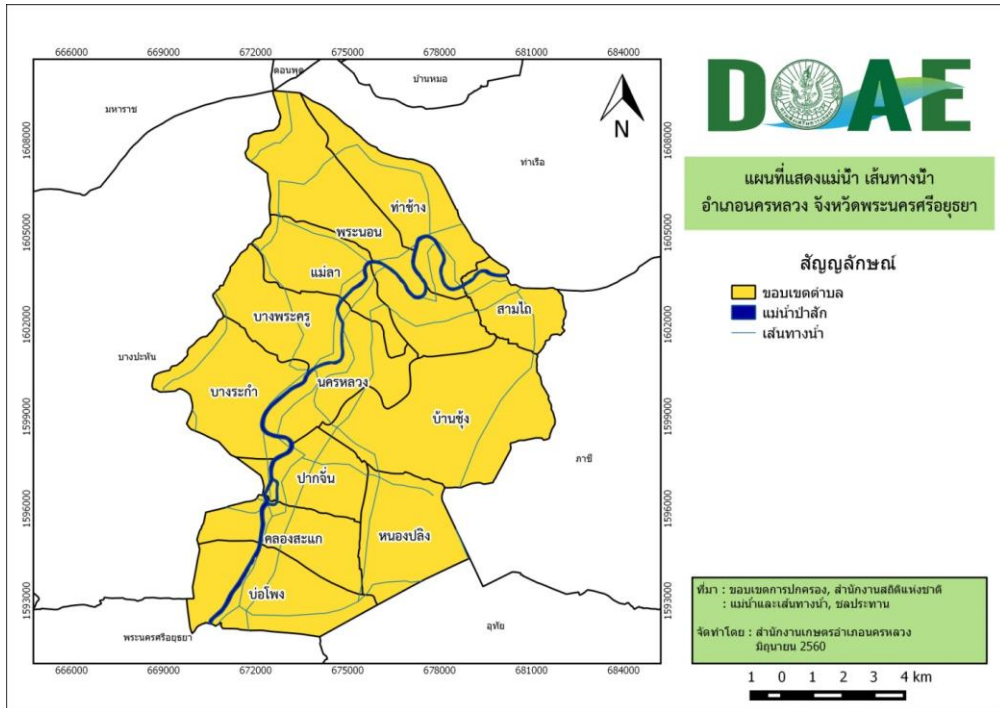 666000 669000 672000 675000 678000 681000 684000
ดอนพุด
บ้านหมอ
มหาราช
N
ท่าเรือ
1608000
1608000
ท่าช้าง
พระนอน
1605000
1605000
แม่ลา
สามไถ
บางพระครู
1602000
1602000
บางปะหัน
นครหลวง
บางระกำ
บ้านชุ้ง
1599000
1599000
ภาชี
ปากจั่น
1596000
1596000
คลองสะแก
หนองปลิง
บ่อโพง
1593000
1593000
อุทัย
พระนครศรีอยุธยา
666000 669000 672000 675000 678000 681000 684000
DOAE
แผนที่แสดงแม่น้ำ เส้นทางน้ำ
อำเภอนครหลวง จังหวัดพระนครศรีอยุธยา
สัญญลักษณ์
ขอบเขตตำบล
แม่น้ำป่าสัก
เส้นทางน้ำ
ที่มา : ขอบเขตการปกครอง, สำนักงานสถิติแห่งชาติ
: แม่น้ำและเส้นทางน้ำ, ชลประทาน
จัดทำโดย : สำนักงานเกษตรอำเภอนครหลวง
มิถุนายน 2560
1 0 1 2 3 4 km